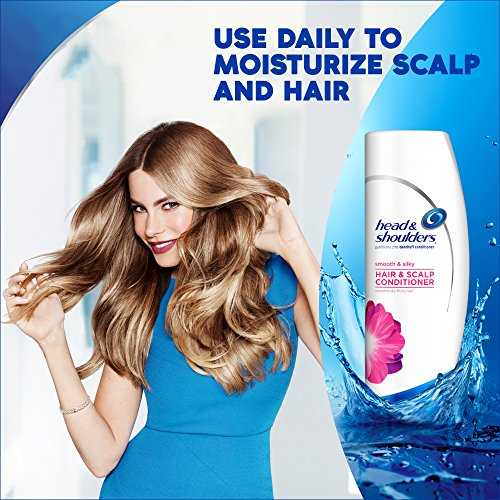 USE DAILY TO
MOISTURIZE SCALP
AND HAIR
head&
shoulders
smooth & silky
HAIR & SCALP
CONDITIONER